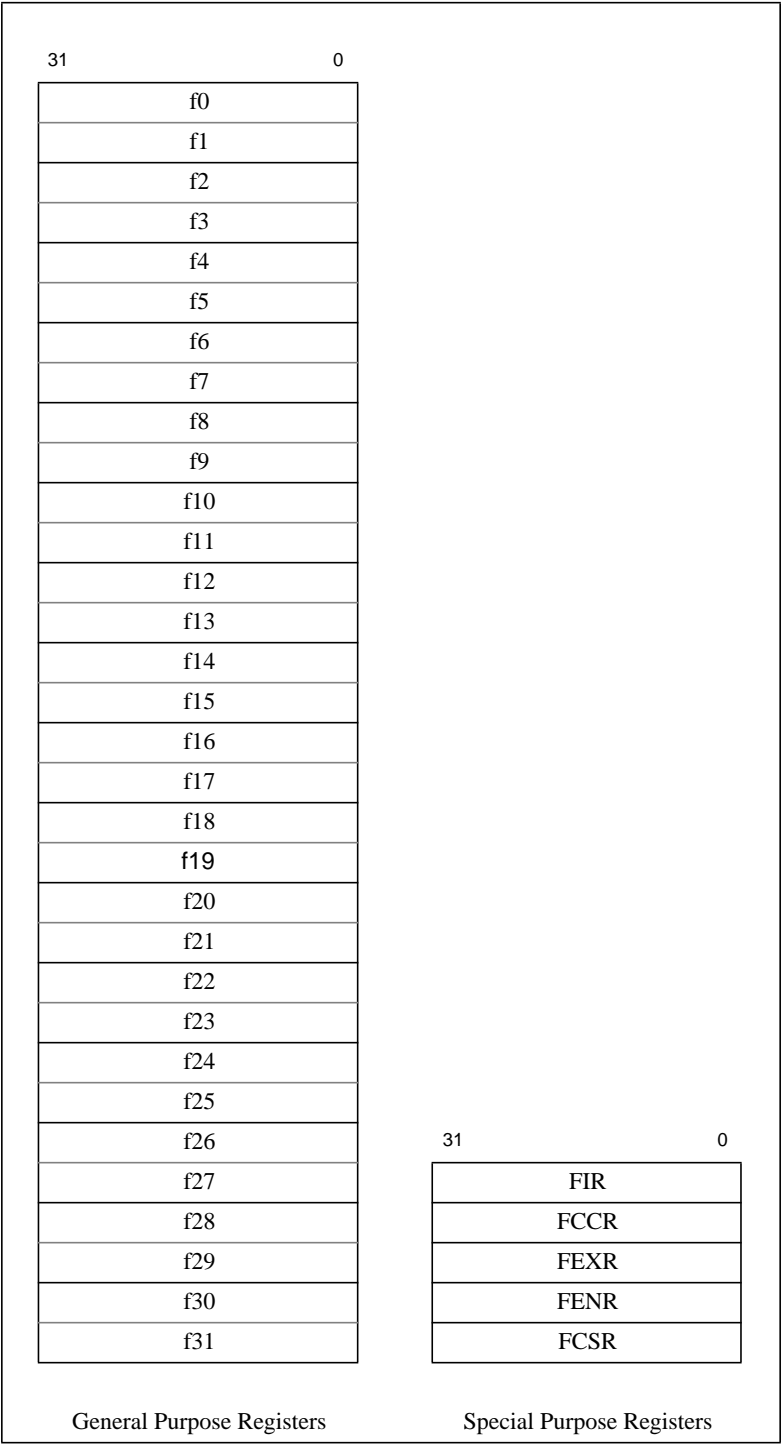 31 0
f0
f1
f2
f3
f4
f5
f6
f7
f8
f9
f10
f11
f12
f13
f14
f15
f16
f17
f18
f19
f20
f21
f22
f23
f24
f25
f26
f27
f28
f29
f30
f31
General Purpose Registers
31 0
FIR
FCCR
FEXR
FENR
FCSR
Special Purpose Registers